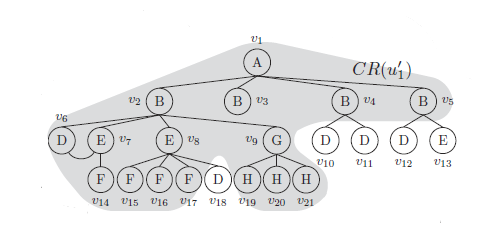 v1
A
CR(u′1)
v2 B B v3 B v4 B v5
v6
D E v7 E v8 v9 G D D D E
v10 v11 v12 v13
F F F F D H H H
v14 v15 v16 v17 v18 v19 v20 v21